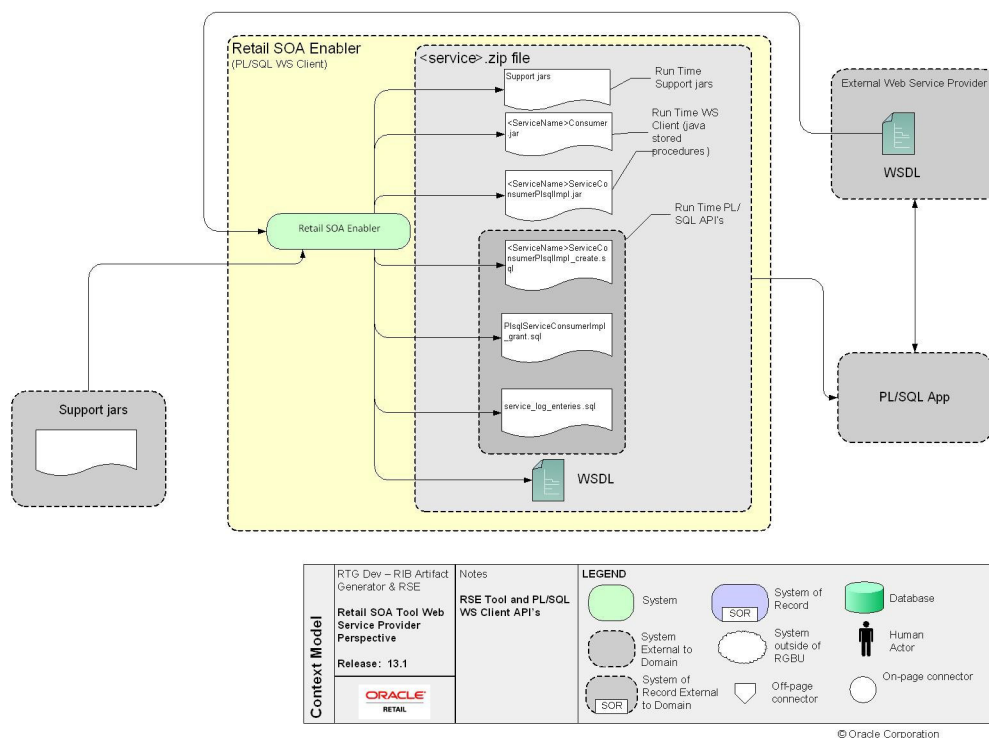 Retail SOA Enabler
(PL/SQL WS Client)
<service>.zip file
Support jars
Run Time
Support jars
<ServiceName>Consumer
.jar
Run Time WS
Client (java
stored
procedures )
<ServiceName>ServiceCo
nsumerPlsqlImpl.jar
Run Time PL/
SQL API's
<ServiceName>ServiceCo
nsumerPlsqlImpl_create.s
ql
PlsqlServiceConsumerImpl
_grant.sql
service_log_enteries.sql
WSDL
Retail SOA Enabler
Support jars
External Web Service Provider
WSDL
PL/SQL App
Context Model
RTG Dev – RIB Artifact
Generator & RSE
Retail SOA Tool Web
Service Provider
Perspective
Release: 13.1
ORACLE
RETAIL
Notes
RSE Tool and PL/SQL
WS Client API's
LEGEND
System
SOR
System of
Record
Database
System
External to
Domain
System
outside of
RGBU
Human
Actor
SOR
System of
Record External
to Domain
Off-page
connector
On-page connector
© Oracle Corporation